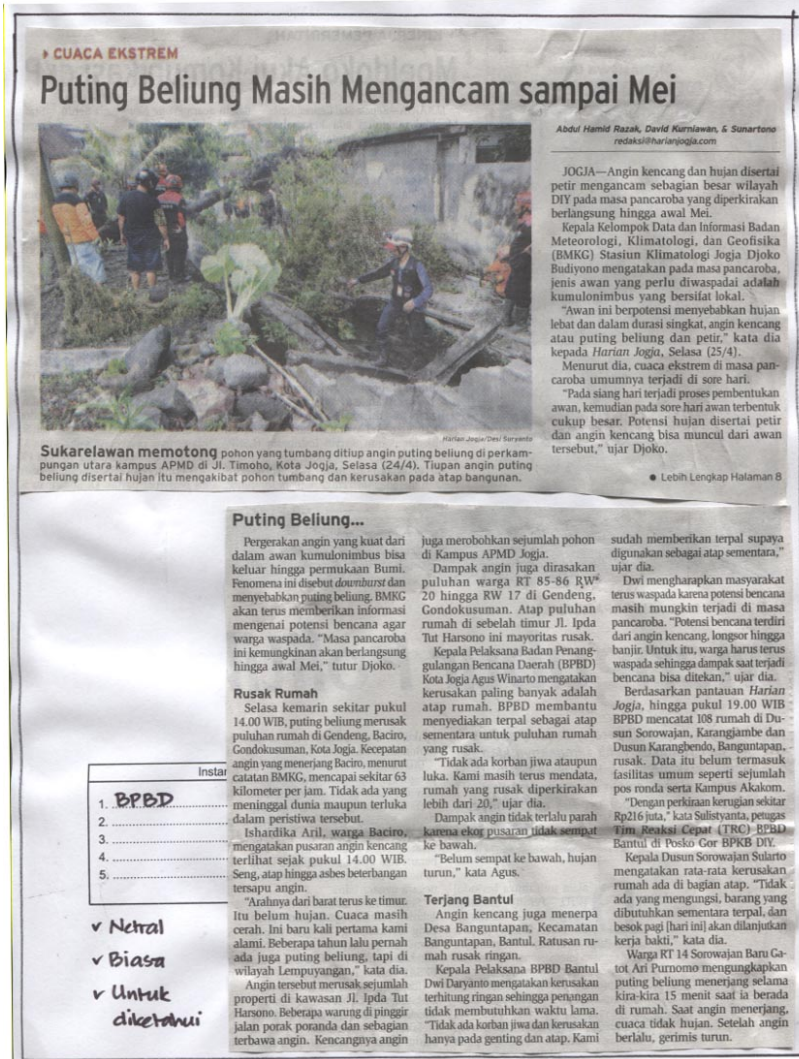 CUACA EKSTREM
Puting Beliung Masih Mengancam sampai Mei
Abdul Hamid Razak, David Kurniawan, & Sunartono
redaksi@harianjogja.com
JOGJA—Angin kencang dan hujan disertai
petir mengancam sebagian besar wilayah
DIY pada masa pancaroba yang diperkirakan
berlangsung hingga awal Mei.
Kepala Kelompok Data dan Informasi Badan
Meteorologi, Klimatologi, dan Geofisika
(BMKG) Stasiun Klimatologi Jogja Djoko
Budiyono mengatakan pada masa pancaroba,
jenis awan yang perlu diwaspadai adalah
kumulonimbus yang bersifat lokal.
"Awan ini berpotensi menyebabkan hujan
lebat dan dalam durasi singkat, angin kencang
atau puting beliung dan petir," kata dia
kepada Harian Jogja, Selasa (25/4).
Menurut dia, cuaca ekstrem di masa pan-
caroba umumnya terjadi di sore hari.
"Pada siang hari terjadi proses pembentukan
awan, kemudian pada sore hari awan terbentuk
cukup besar. Potensi hujan disertai petir
dan angin kencang bisa muncul dari awan
tersebut," ujar Djoko.
● Lebih Lengkap Halaman 8
Harian Jogja/Desi Suryanto
Sukarelawan memotong pohon yang tumbang ditiup angin puting beliung di perkam-
pungan utara kampus APMD di Jl. Timoho, Kota Jogja, Selasa (24/4). Tiupan angin puting
beliung disertai hujan itu mengakibat pohon tumbang dan kerusakan pada atap bangunan.
Puting Beliung...
Pergerakan angin yang kuat dari
dalam awan kumulonimbus bisa
keluar hingga permukaan Bumi.
Fenomena ini disebut downburst dan
menyebabkan puting beliung. BMKG
akan terus memberikan informasi
mengenai potensi bencana agar
warga waspada. "Masa pancaroba
ini kemungkinan akan berlangsung
hingga awal Mei," tutur Djoko.
Rusak Rumah
Selasa kemarin sekitar pukul
14.00 WIB, puting beliung merusak
puluhan rumah di Gendeng, Baciro,
Gondokusuman, Kota Jogja. Kecepatan
angin yang menerjang Baciro, menurut
catatan BMKG, mencapai sekitar 63
kilometer per jam. Tidak ada yang
meninggal dunia maupun terluka
dalam peristiwa tersebut.
Ishardika Aril, warga Baciro,
mengatakan pusaran angin kencang
terlihat sejak pukul 14.00 WIB.
Seng, atap hingga asbes beterbangan
tersapu angin.
"Arahnya dari barat terus ke timur.
Itu belum hujan. Cuaca masih
cerah. Ini baru kali pertama kami
alami. Beberapa tahun lalu pernah
ada juga puting beliung, tapi di
wilayah Lempuyangan," kata dia.
Angin tersebut merusak sejumlah
properti di kawasan Jl. Ipda Tut
Harsono. Beberapa warung di pinggir
jalan porak poranda dan sebagian
terbawa angin. Kencangnya angin
juga merobohkan sejumlah pohon
di Kampus APMD Jogja.
Dampak angin juga dirasakan
puluhan warga RT 85-86 RW
20 hingga RW 17 di Gendeng,
Gondokusuman. Atap puluhan
rumah di sebelah timur Jl. Ipda
Tut Harsono ini mayoritas rusak.
Kepala Pelaksana Badan Penang-
gulangan Bencana Daerah (BPBD)
Kota Jogja Agus Winarto mengatakan
kerusakan paling banyak adalah
atap rumah. BPBD membantu
menyediakan terpal sebagai atap
sementara untuk puluhan rumah
yang rusak.
"Tidak ada korban jiwa ataupun
luka. Kami masih terus mendata,
rumah yang rusak diperkirakan
lebih dari 20," ujar dia.
Dampak angin tidak terlalu parah
karena ekor pusaran tidak sempat
ke bawah.
"Belum sempat ke bawah, hujan
turun," kata Agus.
Terjang Bantul
Angin kencang juga menerpa
Desa Banguntapan, Kecamatan
Banguntapan, Bantul. Ratusan ru-
mah rusak ringan.
Kepala Pelaksana BPBD Bantul
Dwi Daryanto mengatakan kerusakan
terhitung ringan sehingga penangan
tidak membutuhkan waktu lama.
"Tidak ada korban jiwa dan kerusakan
hanya pada genting dan atap. Kami
sudah memberikan terpal supaya
digunakan sebagai atap sementara,"
ujar dia.
Dwi mengharapkan masyarakat
terus waspada karena potensi bencana
masih mungkin terjadi di masa
pancaroba. "Potensi bencana terdiri
dari angin kencang, longsor hingga
banjir. Untuk itu, warga harus terus
waspada sehingga dampak saat terjadi
bencana bisa ditekan," ujar dia.
Berdasarkan pantauan Harian
Jogja, hingga pukul 19.00 WIB
BPBD mencatat 108 rumah di Du-
sun Sorowajan, Karangjambe dan
Dusun Karangbendo, Banguntapan,
rusak. Data itu belum termasuk
fasilitas umum seperti sejumlah
pos ronda serta Kampus Akakom.
"Dengan perkiraan kerugian sekitar
Rp216 juta," kata Sulistyanta, petugas
Tim Reaksi Cepat (TRC) BPBD
Bantul di Posko Gor BPKB DIY.
Kepala Dusun Sorowajan Sularto
mengatakan rata-rata kerusakan
rumah ada di bagian atap. "Tidak
ada yang mengungsi, barang yang
dibutuhkan sementara terpal, dan
besok pagi [hari ini] akan dilanjutkan
kerja bakti," kata dia.
Warga RT 14 Sorowajan Baru Ga-
tot Ari Purnomo mengungkapkan
puting beliung menerjang selama
kira-kira 15 menit saat ia berada
di rumah. Saat angin menerjang,
cuaca tidak hujan. Setelah angin
berlalu, gerimis turun.
Instan
1. BPBD
2.
3.
4.
5.
✓ Netral
✓ Biasa
✓ Untuk
diketahui